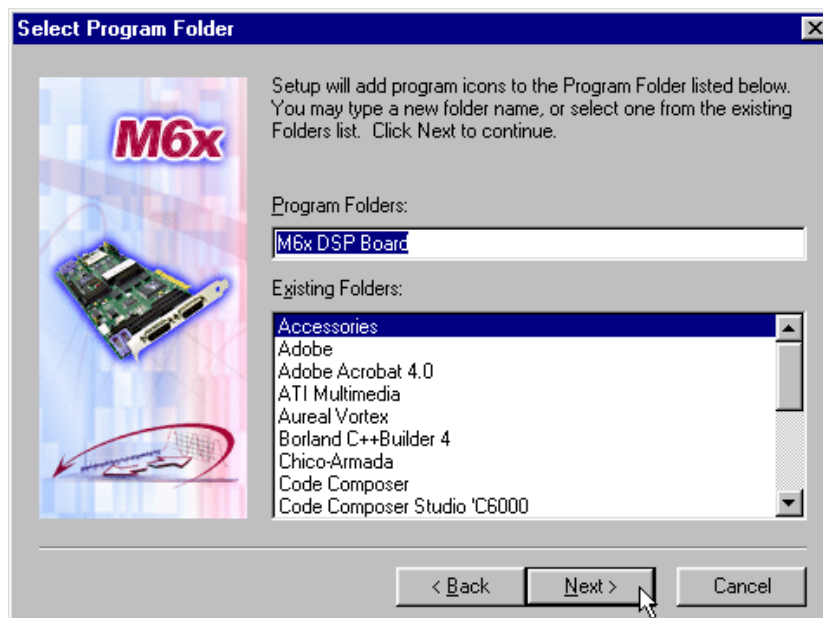 Select Program Folder
M6x
Setup will add program icons to the Program Folder listed below.
You may type a new folder name, or select one from the existing
Folders list. Click Next to continue.
Program Folders:
M6x DSP Board
Existing Folders:
Accessories
Adobe
Adobe Acrobat 4.0
ATI Multimedia
Aureal Vortex
Borland C++Builder 4
Chico-Armada
Code Composer
Code Composer Studio 'C6000
< Back
Next >
Cancel